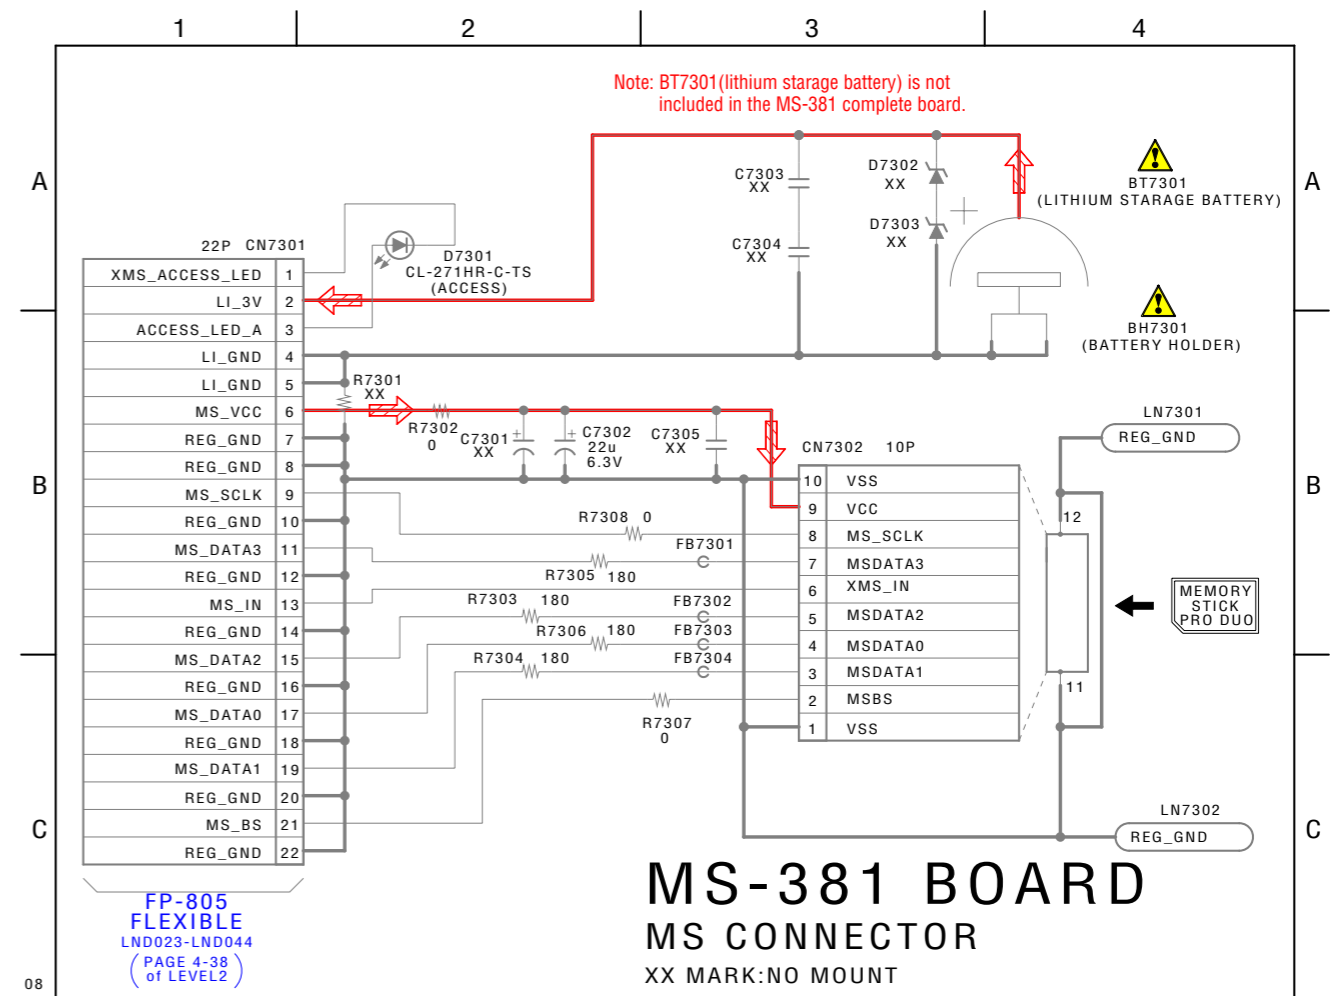 1 2 3 4
Note: BT7301(lithium starage battery) is not
included in the MS-381 complete board.
A A
D7302
XX
C7303
XX
BT7301
(LITHIUM STARAGE BATTERY)
D7303
XX
C7304
XX
22P CN7301
D7301
CL-271HR-C-TS
(ACCESS)
XMS_ACCESS_LED 1
LI_3V 2
ACCESS_LED_A 3
LI_GND 4
LI_GND 5
MS_VCC 6
REG_GND 7
REG_GND 8
MS_SCLK 9
REG_GND 10
MS_DATA3 11
REG_GND 12
MS_IN 13
REG_GND 14
MS_DATA2 15
REG_GND 16
MS_DATA0 17
REG_GND 18
MS_DATA1 19
REG_GND 20
MS_BS 21
REG_GND 22
BH7301
(BATTERY HOLDER)
R7301
XX
R7302
0
C7301
XX
+
C7302
22u
6.3V
+
C7305
XX
LN7301
REG_GND
B B
CN7302 10P
10 VSS
9 VCC
8 MS_SCLK
7 MSDATA3
6 XMS_IN
5 MSDATA2
4 MSDATA0
3 MSDATA1
2 MSBS
1 VSS
12
11
R7308 0
FB7301
R7305 180
R7303 180
FB7302
R7306 180
FB7303
R7304 180
FB7304
R7307
0
MEMORY
STICK
PRO DUO
C C
LN7302
REG_GND
FP-805
FLEXIBLE
LND023-LND044
(PAGE 4-38
of LEVEL2)
MS-381 BOARD
MS CONNECTOR
XX MARK:NO MOUNT
08